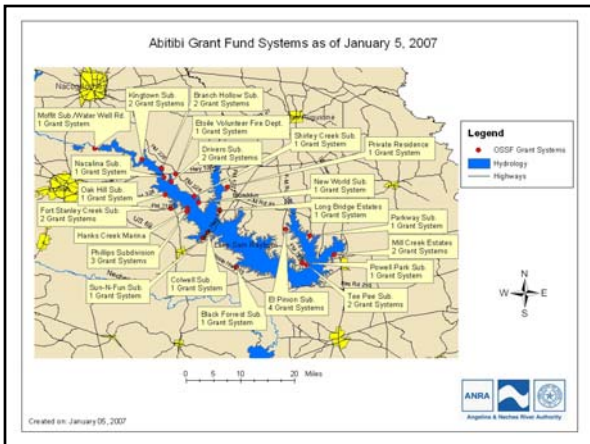 Abitibi Grant Fund Systems as of January 5, 2007
Kingtown Sub.
2 Grant Systems
Branch Hollow Sub.
2 Grant Systems
Moffit Sub./Water Well Rd.
1 Grant System
Etoile Volunteer Fire Dept.
1 Grant System
Shirley Creek Sub.
1 Grant System
Private Residence
1 Grant System
Drivers Sub.
2 Grant Systems
Nacalina Sub.
1 Grant System
Oak Hill Sub.
1 Grant System
New World Sub.
1 Grant System
Fort Stanley Creek Sub.
2 Grant Systems
Long Bridge Estates
1 Grant System
Parkway Sub.
1 Grant System
Hanks Creek Marina
Mill Creek Estates
2 Grant Systems
Phillips Subdivision
3 Grant Systems
Powell Park Sub.
1 Grant System
Sun-N-Fun Sub.
1 Grant System
Colwell Sub.
1 Grant System
El Pinion Sub.
4 Grant Systems
Tee Pee Sub.
2 Grant Systems
Black Forrest Sub.
1 Grant System
Legend
OSSF Grant Systems
Hydrology
Highways
N
W E
S
0 5 10 20 Miles
ANRA
Angelina & Neches River Authority
Created on: January 05, 2007